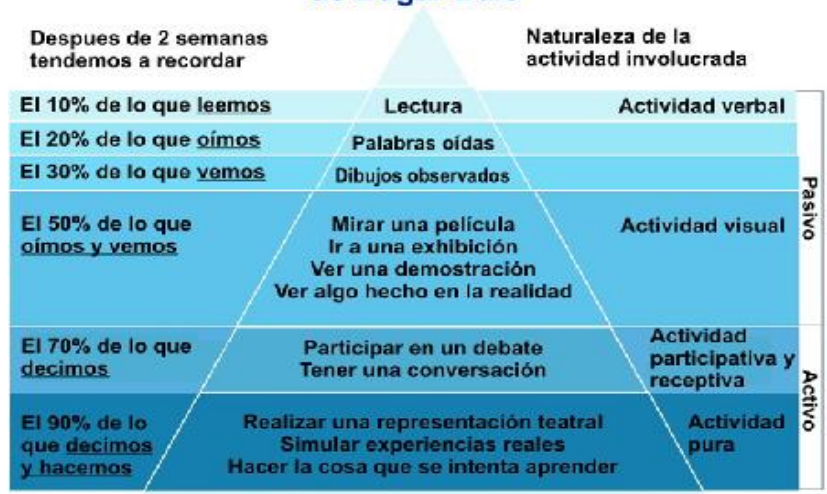 Despues de 2 semanas
tendemos a recordar
Naturaleza de la
actividad involucrada
El 10% de lo que leemos
Lectura
Actividad verbal
El 20% de lo que oímos
Palabras oídas
El 30% de lo que vemos
Dibujos observados
El 50% de lo que
oímos y vemos
Mirar una película
Ir a una exhibición
Ver una demostración
Ver algo hecho en la realidad
Actividad visual
Pasivo
El 70% de lo que
decimos
Participar en un debate
Tener una conversación
Actividad
participativa y
receptiva
El 90% de lo
que decimos
y hacemos
Realizar una representación teatral
Simular experiencias reales
Hacer la cosa que se intenta aprender
Actividad
pura
Activo